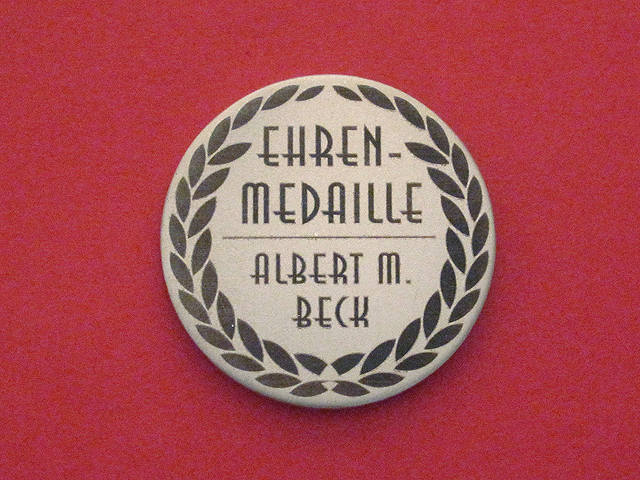 EHREN-
MEDAILLE
ALBERT M.
BECK